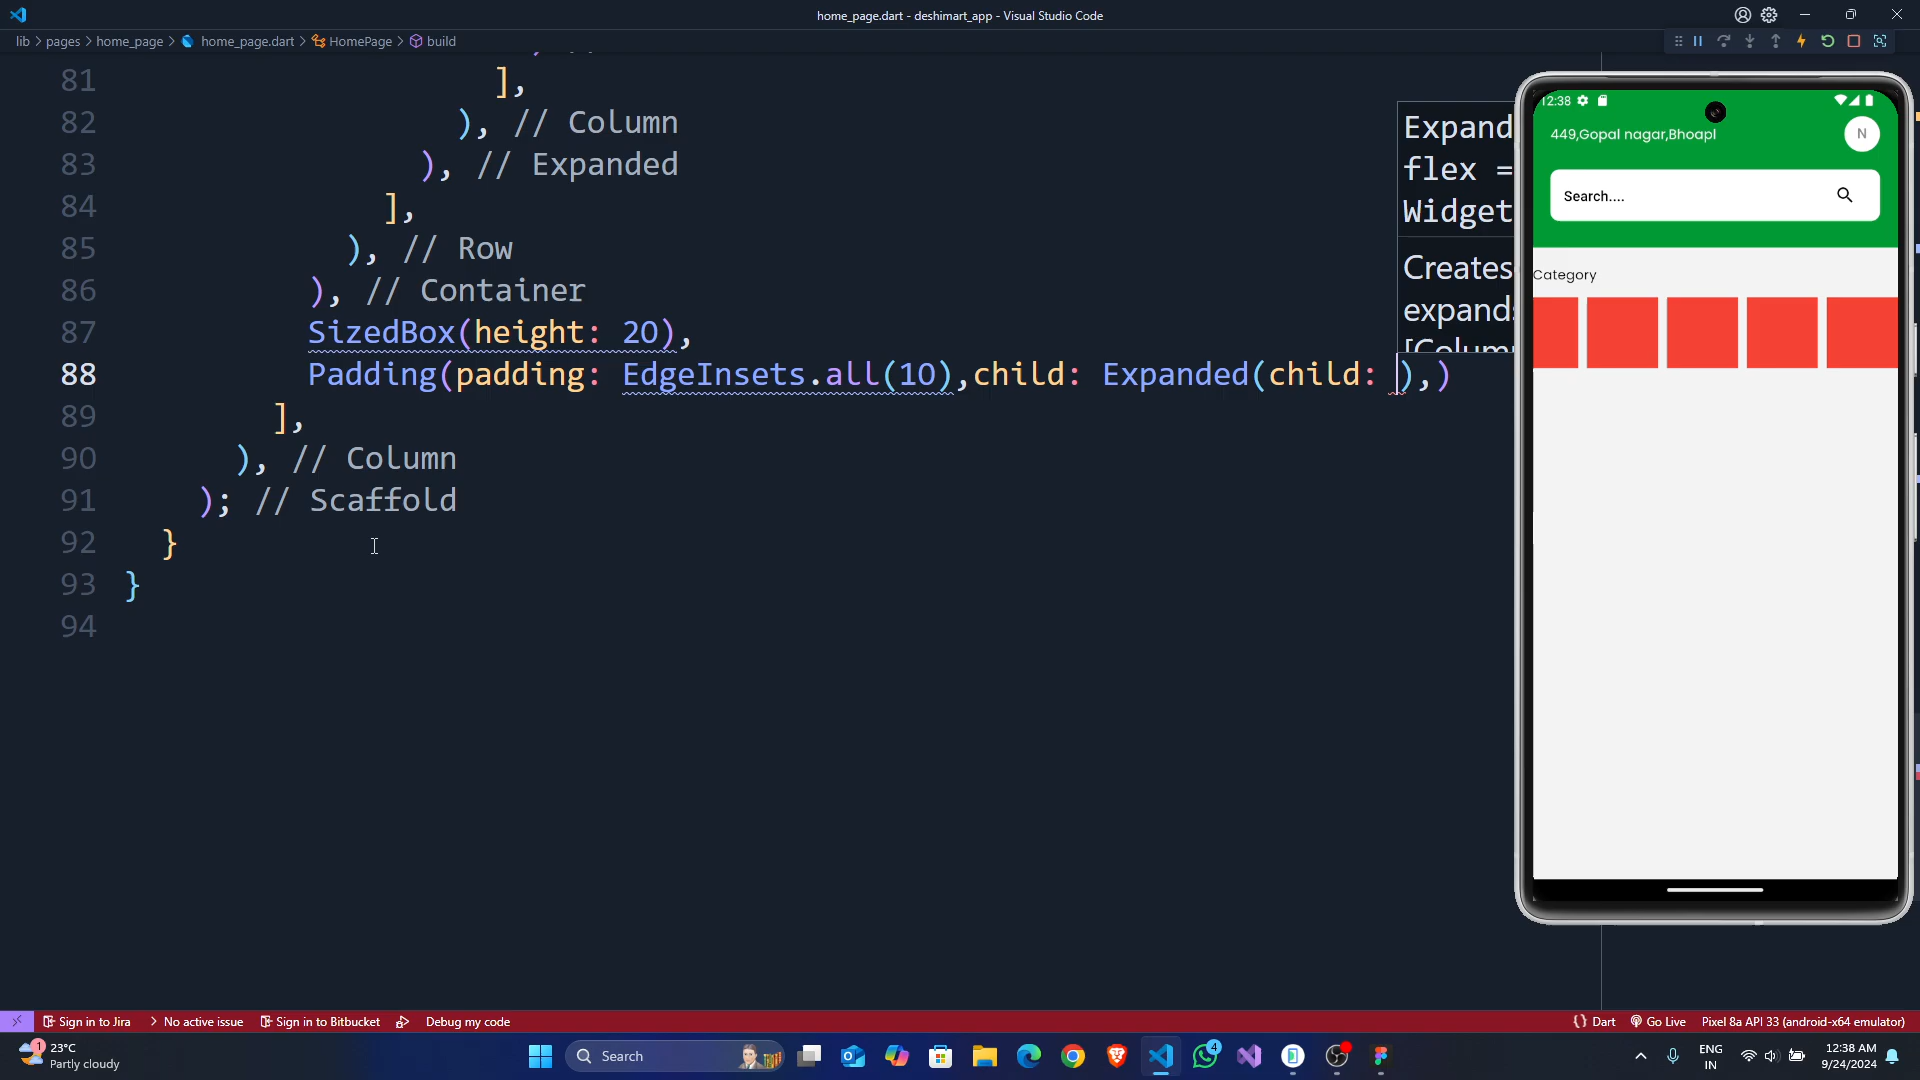 home_page.dart - deshimart_app - Visual Studio Code
lib > pages > home_page > home_page.dart > HomePage > build
81 ],
82 ), // Column
83 ), // Expanded
84 ],
85 ), // Row
86 ), // Container
87 SizedBox(height: 20),
88 Padding(padding: EdgeInsets.all(10),child: Expanded(child: ),)
89 ],
90 ), // Column
91 ); // Scaffold
92 }
93 }
94
Expand
flex =
Widget
Creates
expands
[Column
12:38
449,Gopal nagar,Bhoapl
N
Search....
Category
Sign in to Jira
No active issue
Sign in to Bitbucket
Debug my code
{} Dart
Go Live
Pixel 8a API 33 (android-x64 emulator)
1
23°C
Partly cloudy
Search
4
ENG
IN
12:38 AM
9/24/2024